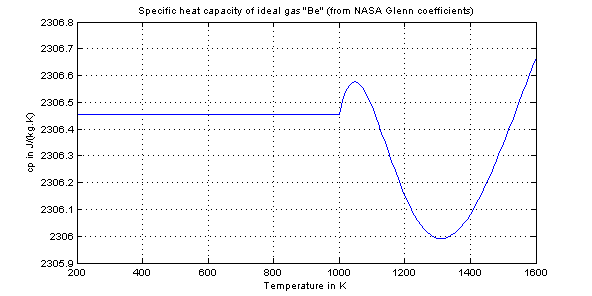 Specific heat capacity of ideal gas "Be" (from NASA Glenn coefficients)
2306.8
2306.7
2306.6
2306.5
2306.4
2306.3
2306.2
2306.1
2306
2305.9
cp in J/(kg.K)
200 400 600 800 1000 1200 1400 1600
Temperature in K